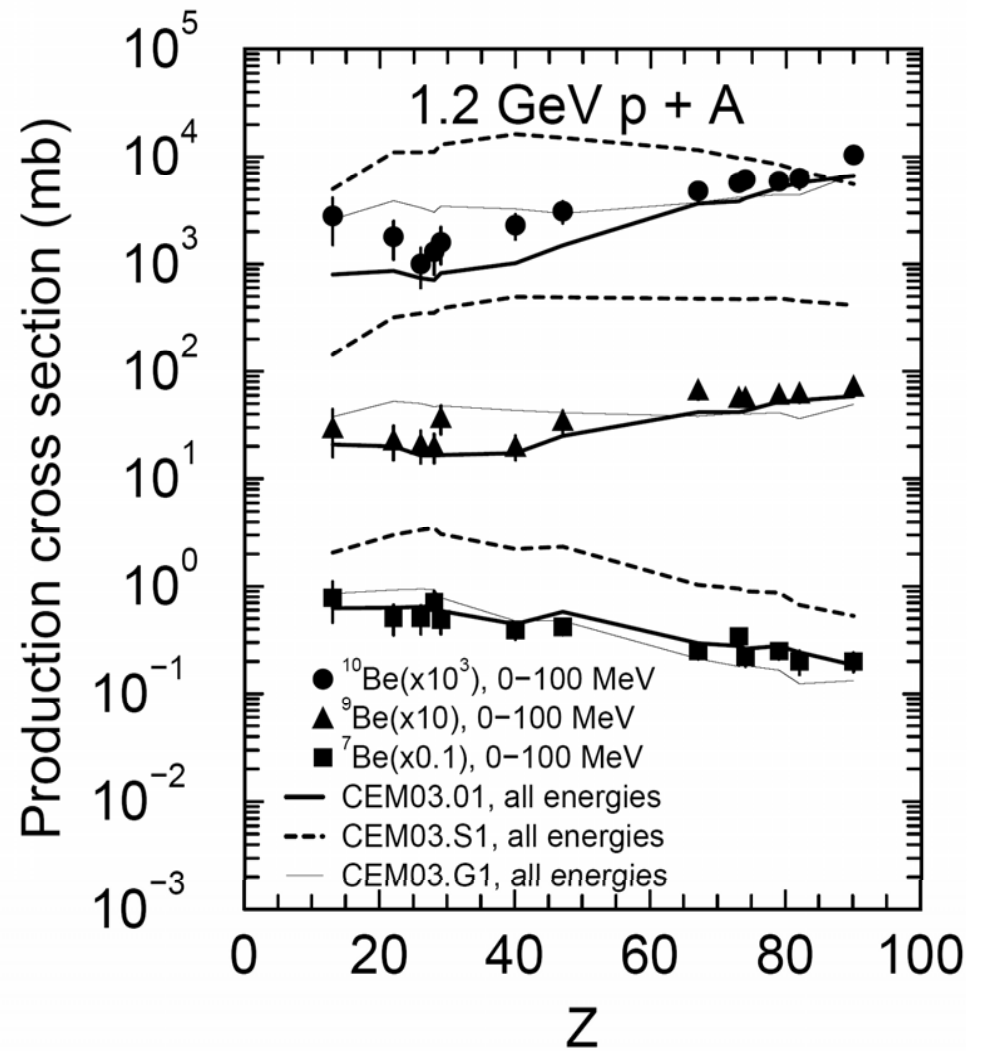 10^5
1.2 GeV p + A
10^4
10^3
10^2
10^1
10^0
10^−1
10^−2
10^−3
Production cross section (mb)
^10Be(x10^3), 0−100 MeV
^9Be(x10), 0−100 MeV
^7Be(x0.1), 0−100 MeV
CEM03.01, all energies
CEM03.S1, all energies
CEM03.G1, all energies
0 20 40 60 80 100
Z